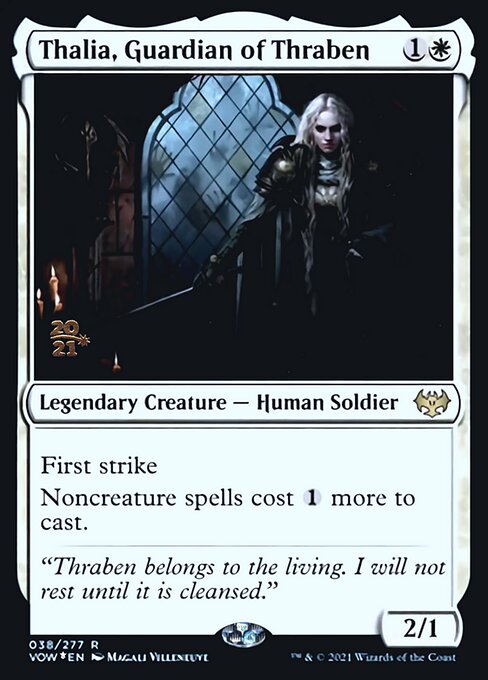 Thalia, Guardian of Thraben 1
20
21
Legendary Creature — Human Soldier
First strike
Noncreature spells cost 1 more to
cast.
“Thraben belongs to the living. I will not
rest until it is cleansed.”
2/1
038/277 R
VOW★EN Magali Villeneuve
™ & © 2021 Wizards of the Coast